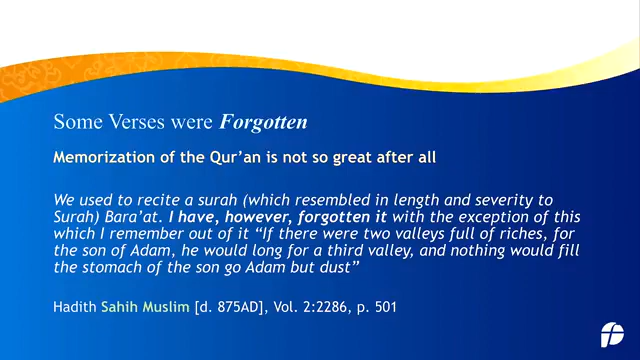 Some Verses were Forgotten
Memorization of the Qur’an is not so great after all
We used to recite a surah (which resembled in length and severity to
Surah) Bara’at. I have, however, forgotten it with the exception of this
which I remember out of it “If there were two valleys full of riches, for
the son of Adam, he would long for a third valley, and nothing would fill
the stomach of the son go Adam but dust”
Hadith Sahih Muslim [d. 875AD], Vol. 2:2286, p. 501